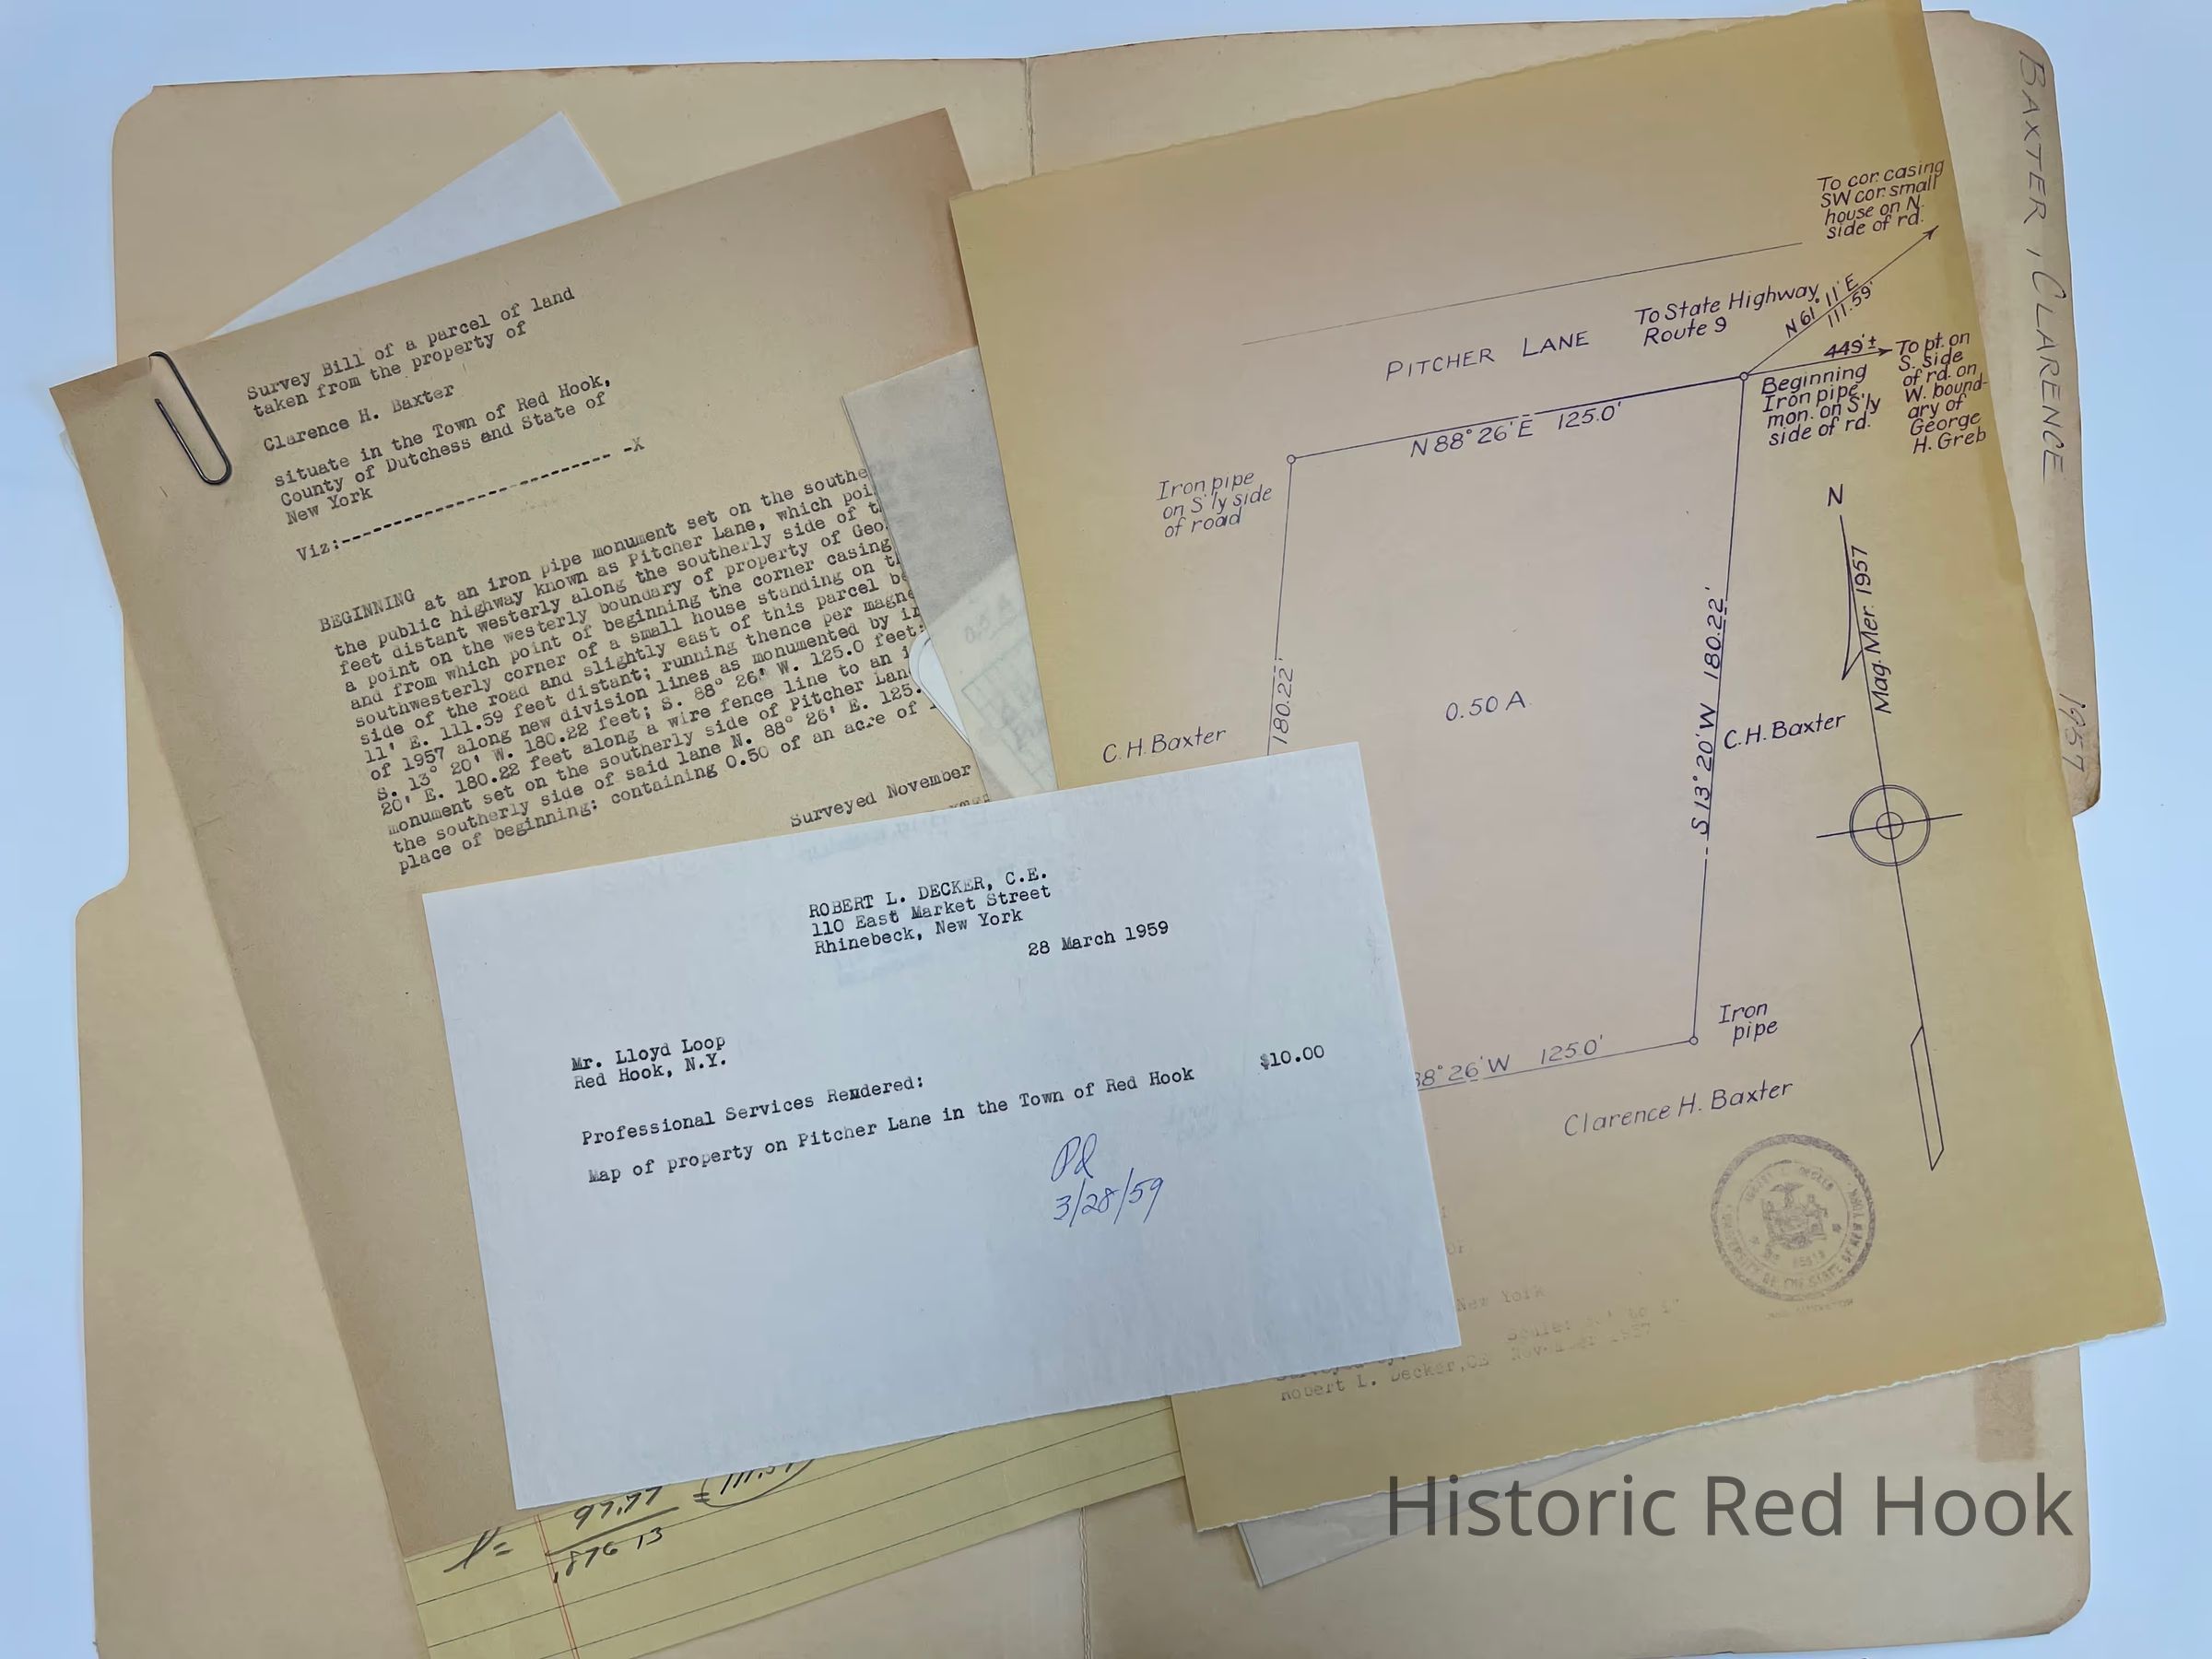 BAXTER, CLARENCE 1957
Survey Bill of a parcel of land
taken from the property of
Clarence H. Baxter
situate in the Town of Red Hook,
County of Dutchess and State of
New York
Viz:-------------------------------- -X
BEGINNING at an iron pipe monument set on the southe
the public highway known as Pitcher Lane, which poi
feet distant westerly along the southerly side of t
a point on the westerly boundary of property of Geo
and from which point of beginning the corner casing
southwesterly corner of a small house standing on t
side of the road and slightly east of this parcel be
11' E. 111.59 feet distant; running thence per magne
of 1957 along new division lines as monumented by ir
S. 13° 20' W. 180.22 feet; S. 88° 26' W. 125.0 feet;
20' E. 180.22 feet along a wire fence line to an i
monument set on the southerly side of Pitcher Lan
the southerly side of said lane N. 88° 26' E. 125.
place of beginning: containing 0.50 of an acre of
Surveyed November
To cor. casing
SW cor. small
house on N.
side of rd.
N 61° 11' E
111.59'
To State Highway
Route 9
PITCHER LANE
449'±
To pt. on
S. side
of rd. on
W. bound-
ary of
George
H. Greb
Beginning
Iron pipe
mon. on S'ly
side of rd.
N 88° 26' E 125.0'
Iron pipe
on S'ly side
of road
N
Mag. Mer. 1957
180.22'
0.50 A
S 13° 20' W 180.22'
C.H. Baxter
C.H. Baxter
Iron
pipe
88° 26' W 125.0'
Clarence H. Baxter
New York
Robert L. Decker, CE November 1957
ROBERT L. DECKER, C.E.
110 East Market Street
Rhinebeck, New York
28 March 1959
Mr. Lloyd Loop
Red Hook, N.Y.
Professional Services Rendered:
Map of property on Pitcher Lane in the Town of Red Hook $10.00
Pd
3/28/59
97.77
.87613
Historic Red Hook